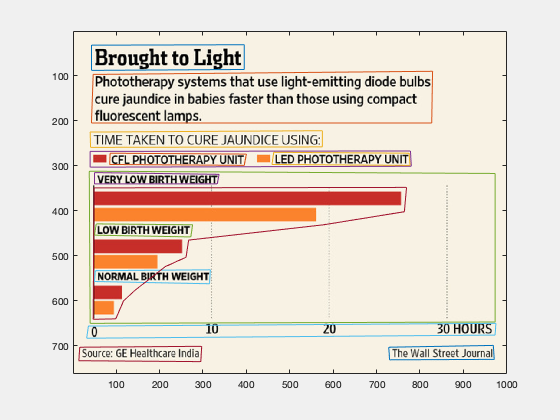 Brought to Light
Phototherapy systems that use light-emitting diode bulbs
cure jaundice in babies faster than those using compact
fluorescent lamps.
TIME TAKEN TO CURE JAUNDICE USING:
CFL PHOTOTHERAPY UNIT LED PHOTOTHERAPY UNIT
VERY LOW BIRTH WEIGHT
LOW BIRTH WEIGHT
NORMAL BIRTH WEIGHT
0 10 20 30 HOURS
Source: GE Healthcare India The Wall Street Journal
100
200
300
400
500
600
700
100 200 300 400 500 600 700 800 900 1000